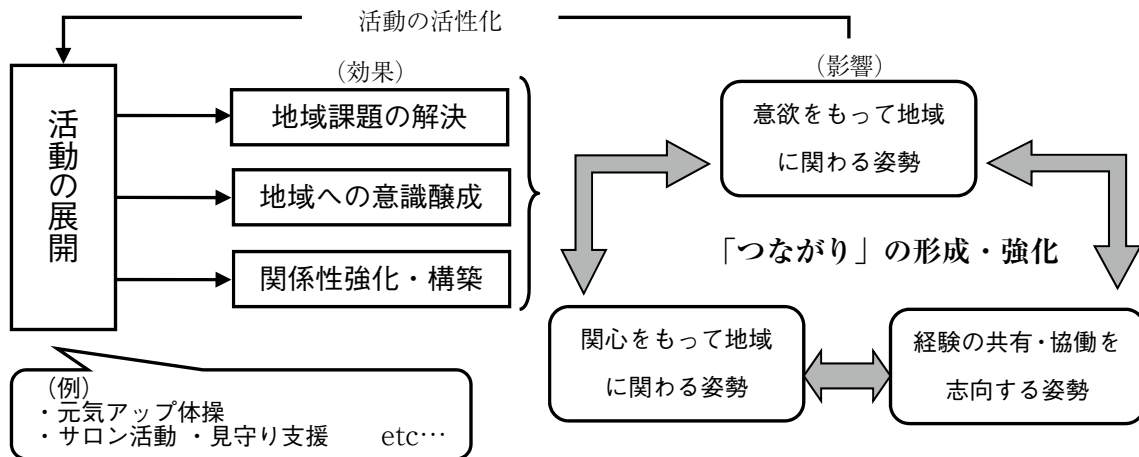 活動の活性化
活動の展開
（効果）
地域課題の解決
地域への意識醸成
関係性強化・構築
（影響）
意欲をもって地域
に関わる姿勢
「つながり」の形成・強化
関心をもって地域
に関わる姿勢
経験の共有・協働を
志向する姿勢
（例）
・元気アップ体操
・サロン活動 ・見守り支援　　etc…